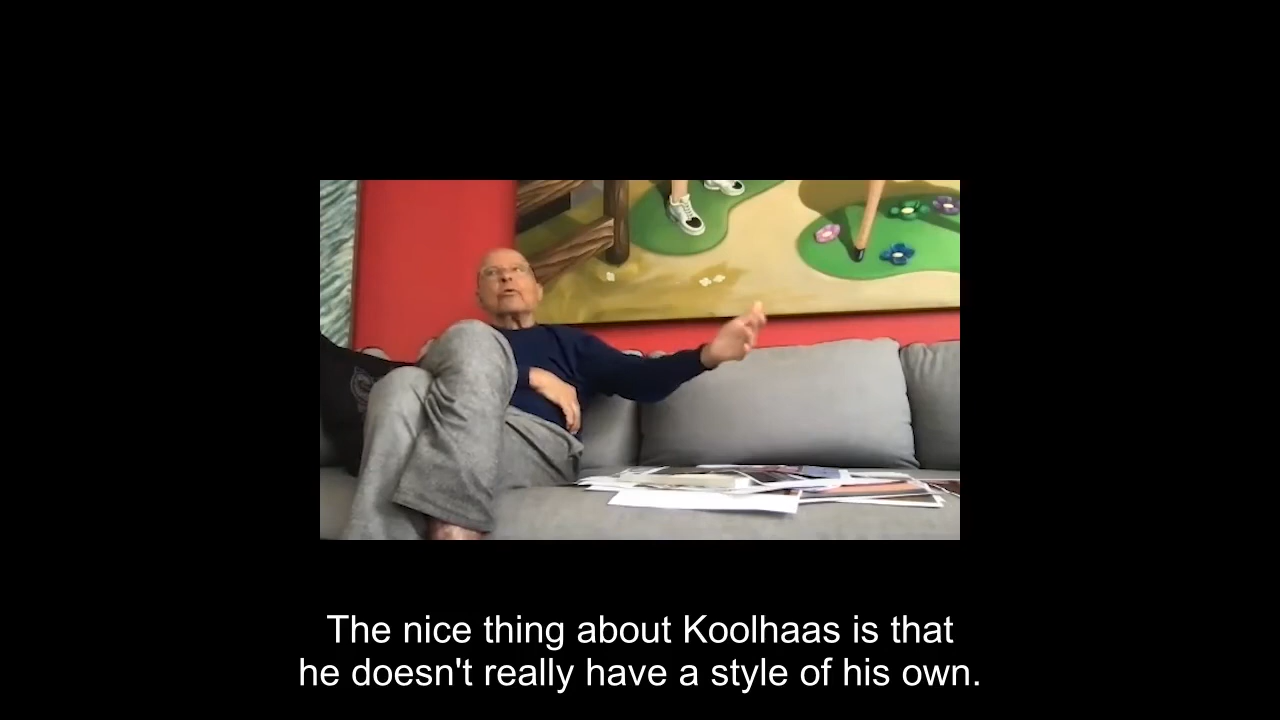 The nice thing about Koolhaas is that
he doesn't really have a style of his own.